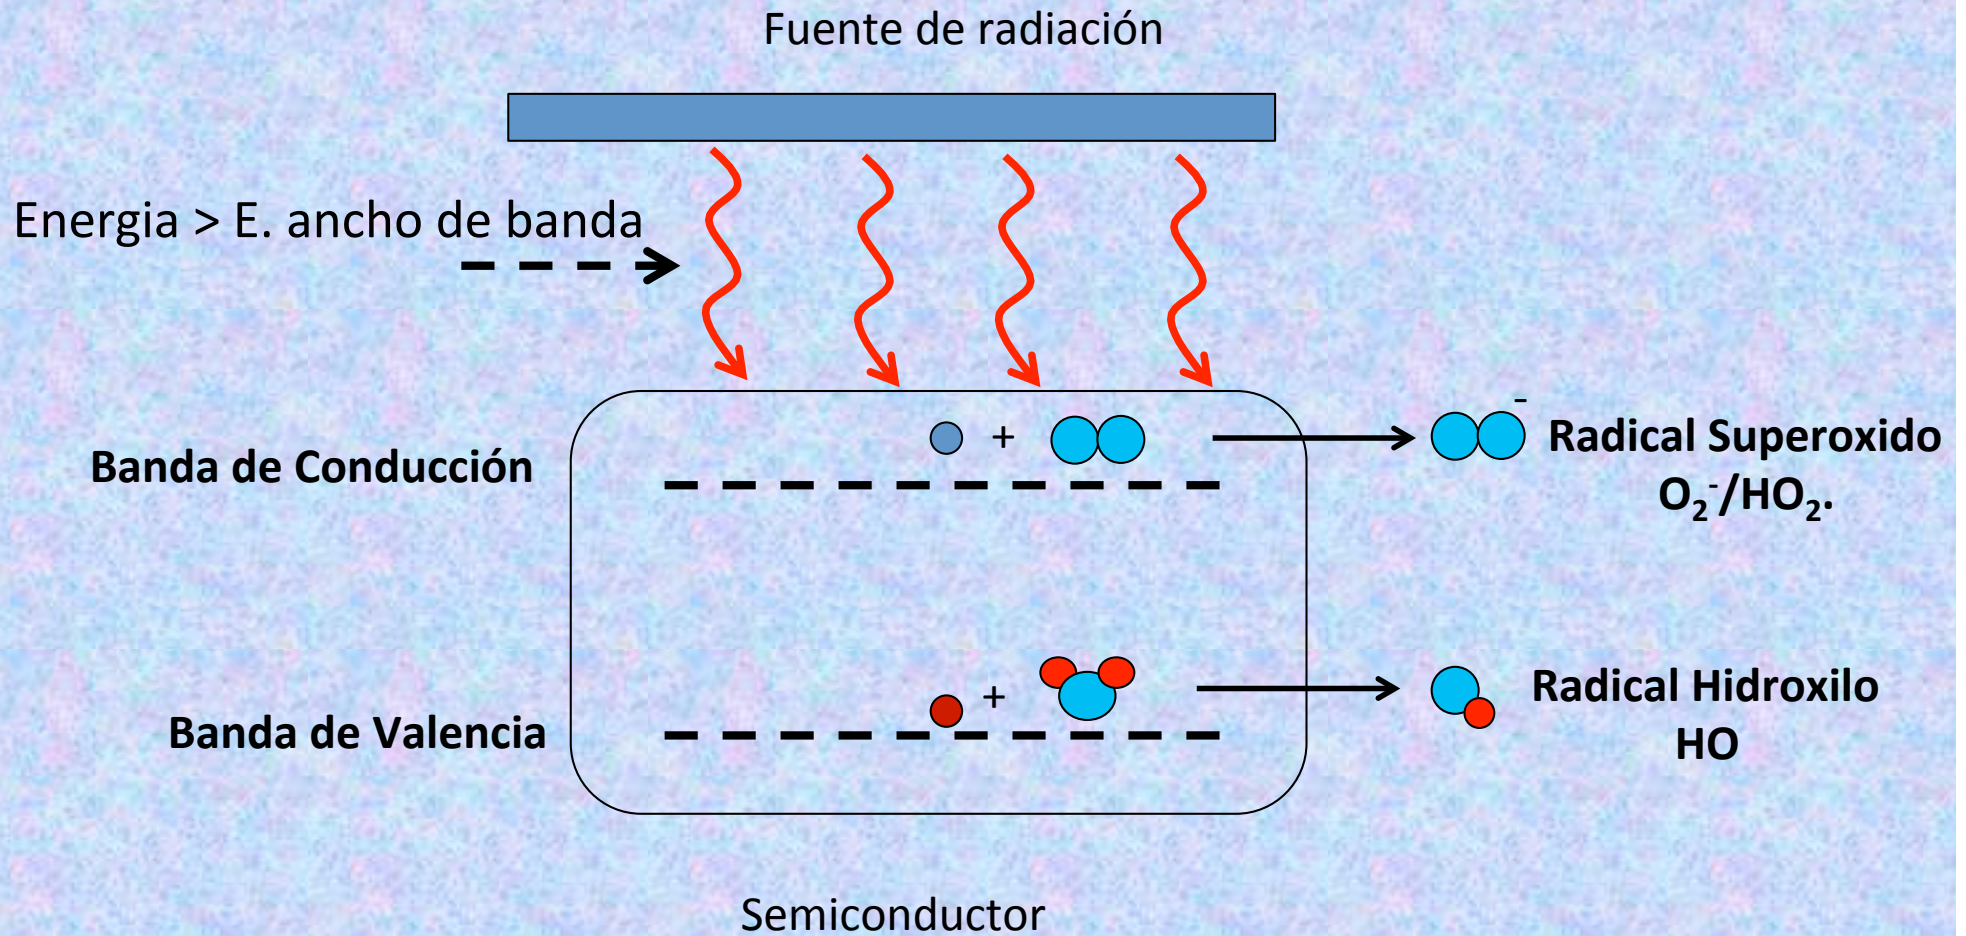 Fuente de radiación
Energia > E. ancho de banda
+
-
Banda de Conducción
Radical Superoxido
O₂⁻/HO₂.
+
Banda de Valencia
Radical Hidroxilo
HO
Semiconductor